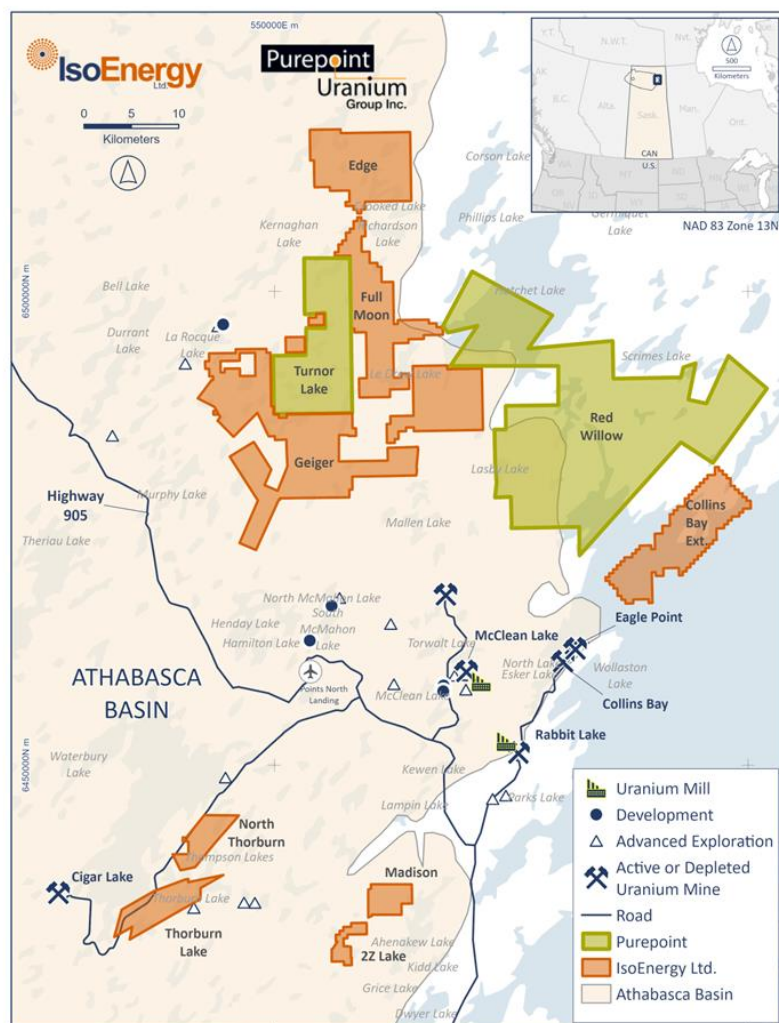 550000E m
IsoEnergy
Ltd.
Purepoint
Uranium
Group Inc.
0 5 10
Kilometers
Y.T.
N.W.T.
Nvt.
500
Kilometers
B.C.
Alta.
Sask.
Man.
Ont.
CAN
U.S.
NAD 83 Zone 13N
Edge
Corson Lake
Phillips Lake
Kernaghan
Lake
Richardson
Lake
6500000N m
Bell Lake
Full
Moon
Hatchet Lake
Durrant
Lake
La Rocque
Lake
Scrimes Lake
Turnor
Lake
Red
Willow
Geiger
Lasby Lake
Highway
905
Murphy Lake
Collins
Bay
Ext.
Mallen Lake
Theriau Lake
North McMahon Lake
South
McMahon
Lake
Henday Lake
Hamilton Lake
Torwalt Lake
McClean Lake
Eagle Point
North Lake
Esker Lake
Wollaston
Lake
ATHABASCA
BASIN
Points North
Landing
McClean Lake
Collins Bay
Rabbit Lake
6450000N m
Waterbury
Lake
Kewen Lake
Parks Lake
Lampin Lake
North
Thorburn
Thompson Lakes
Cigar Lake
Thorburn Lake
Thorburn
Lake
Madison
2Z Lake
Ahenakew Lake
Kidd Lake
Grice Lake
Dwyer Lake
Uranium Mill
Development
Advanced Exploration
Active or Depleted
Uranium Mine
Road
Purepoint
IsoEnergy Ltd.
Athabasca Basin